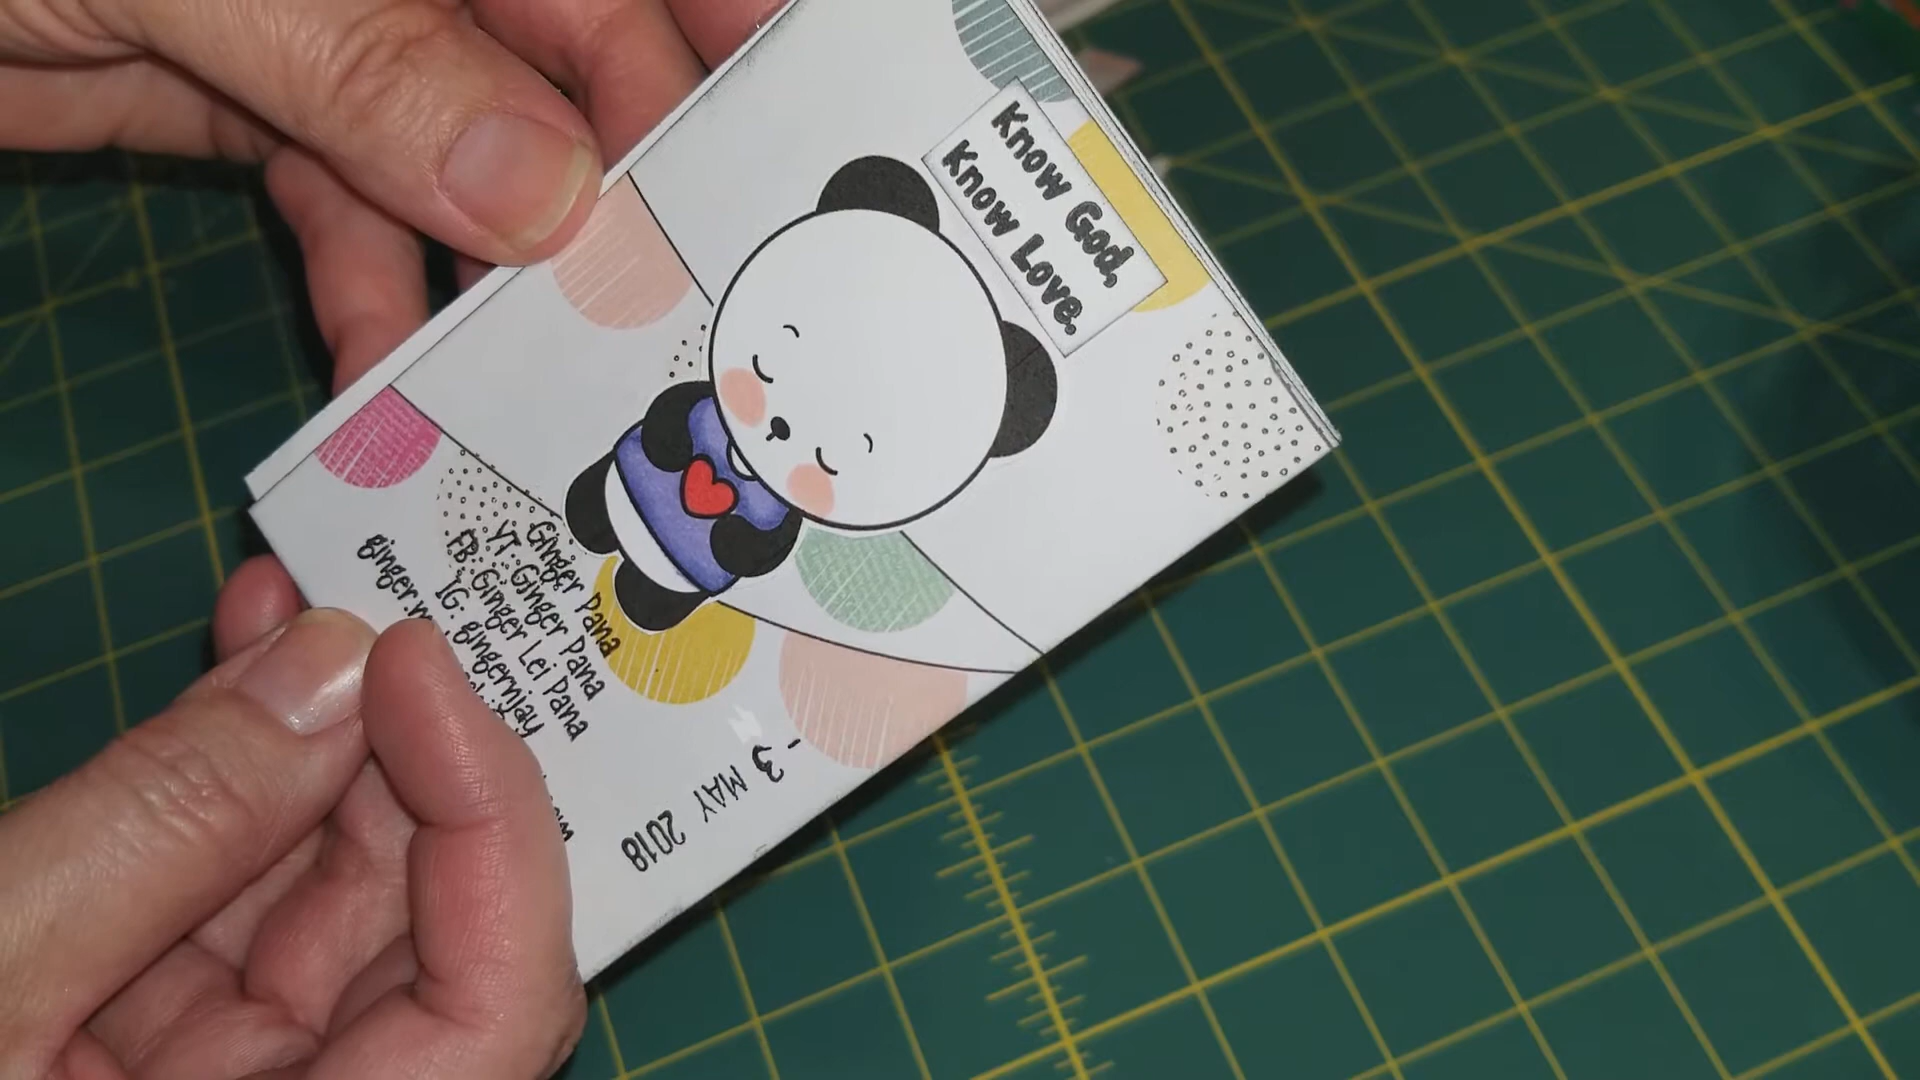 Know God,
Know Love.
Ginger Pana
YT: Ginger Pana
FB: Ginger Lei Pana
IG: gingernjay
- 3 MAY 2018